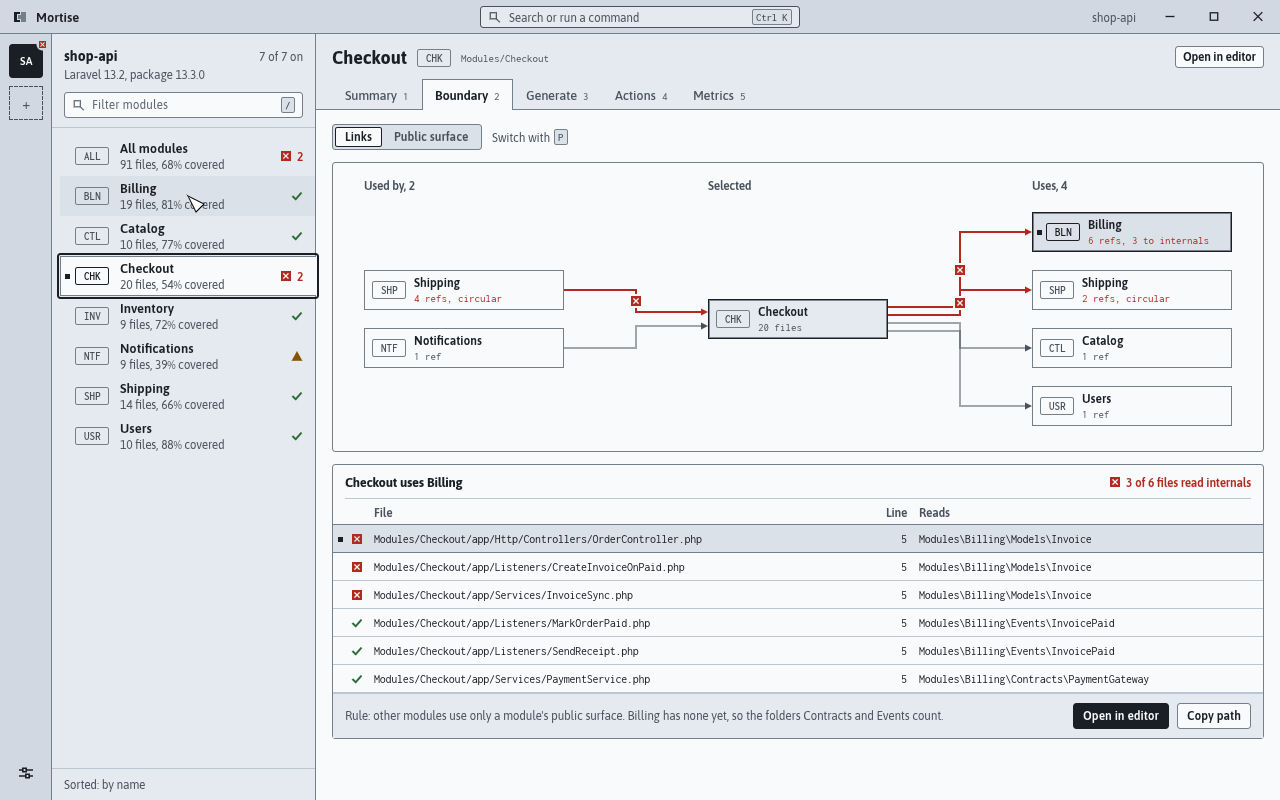 Mortise
Search or run a command
Ctrl K
shop-api
SA
+
shop-api
7 of 7 on
Laravel 13.2, package 13.3.0
Filter modules
/
ALL
All modules
91 files, 68% covered
2
BLN
Billing
19 files, 81% covered
CTL
Catalog
10 files, 77% covered
CHK
Checkout
20 files, 54% covered
2
INV
Inventory
9 files, 72% covered
NTF
Notifications
9 files, 39% covered
SHP
Shipping
14 files, 66% covered
USR
Users
10 files, 88% covered
Sorted: by name
Checkout
CHK
Modules/Checkout
Open in editor
Summary 1
Boundary 2
Generate 3
Actions 4
Metrics 5
Links
Public surface
Switch with P
Used by, 2
Selected
Uses, 4
SHP
Shipping
4 refs, circular
NTF
Notifications
1 ref
CHK
Checkout
20 files
BLN
Billing
6 refs, 3 to internals
SHP
Shipping
2 refs, circular
CTL
Catalog
1 ref
USR
Users
1 ref
Checkout uses Billing
3 of 6 files read internals
File Line Reads
Modules/Checkout/app/Http/Controllers/OrderController.php 5 Modules\Billing\Models\Invoice
Modules/Checkout/app/Listeners/CreateInvoiceOnPaid.php 5 Modules\Billing\Models\Invoice
Modules/Checkout/app/Services/InvoiceSync.php 5 Modules\Billing\Models\Invoice
Modules/Checkout/app/Listeners/MarkOrderPaid.php 5 Modules\Billing\Events\InvoicePaid
Modules/Checkout/app/Listeners/SendReceipt.php 5 Modules\Billing\Events\InvoicePaid
Modules/Checkout/app/Services/PaymentService.php 5 Modules\Billing\Contracts\PaymentGateway
Rule: other modules use only a module's public surface. Billing has none yet, so the folders Contracts and Events count.
Open in editor
Copy path